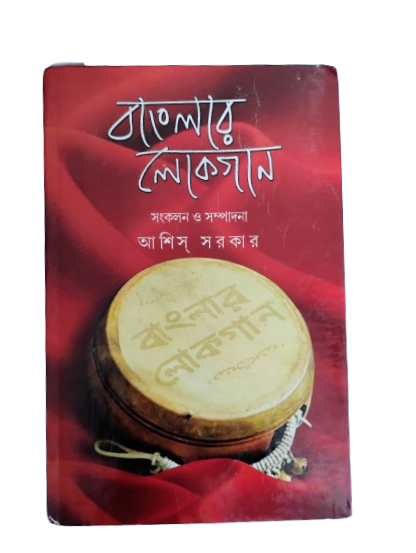 বাংলার
লোকগান
সংকলন ও সম্পাদনা
আশিস্ সরকার
বাংলার
লোকগান